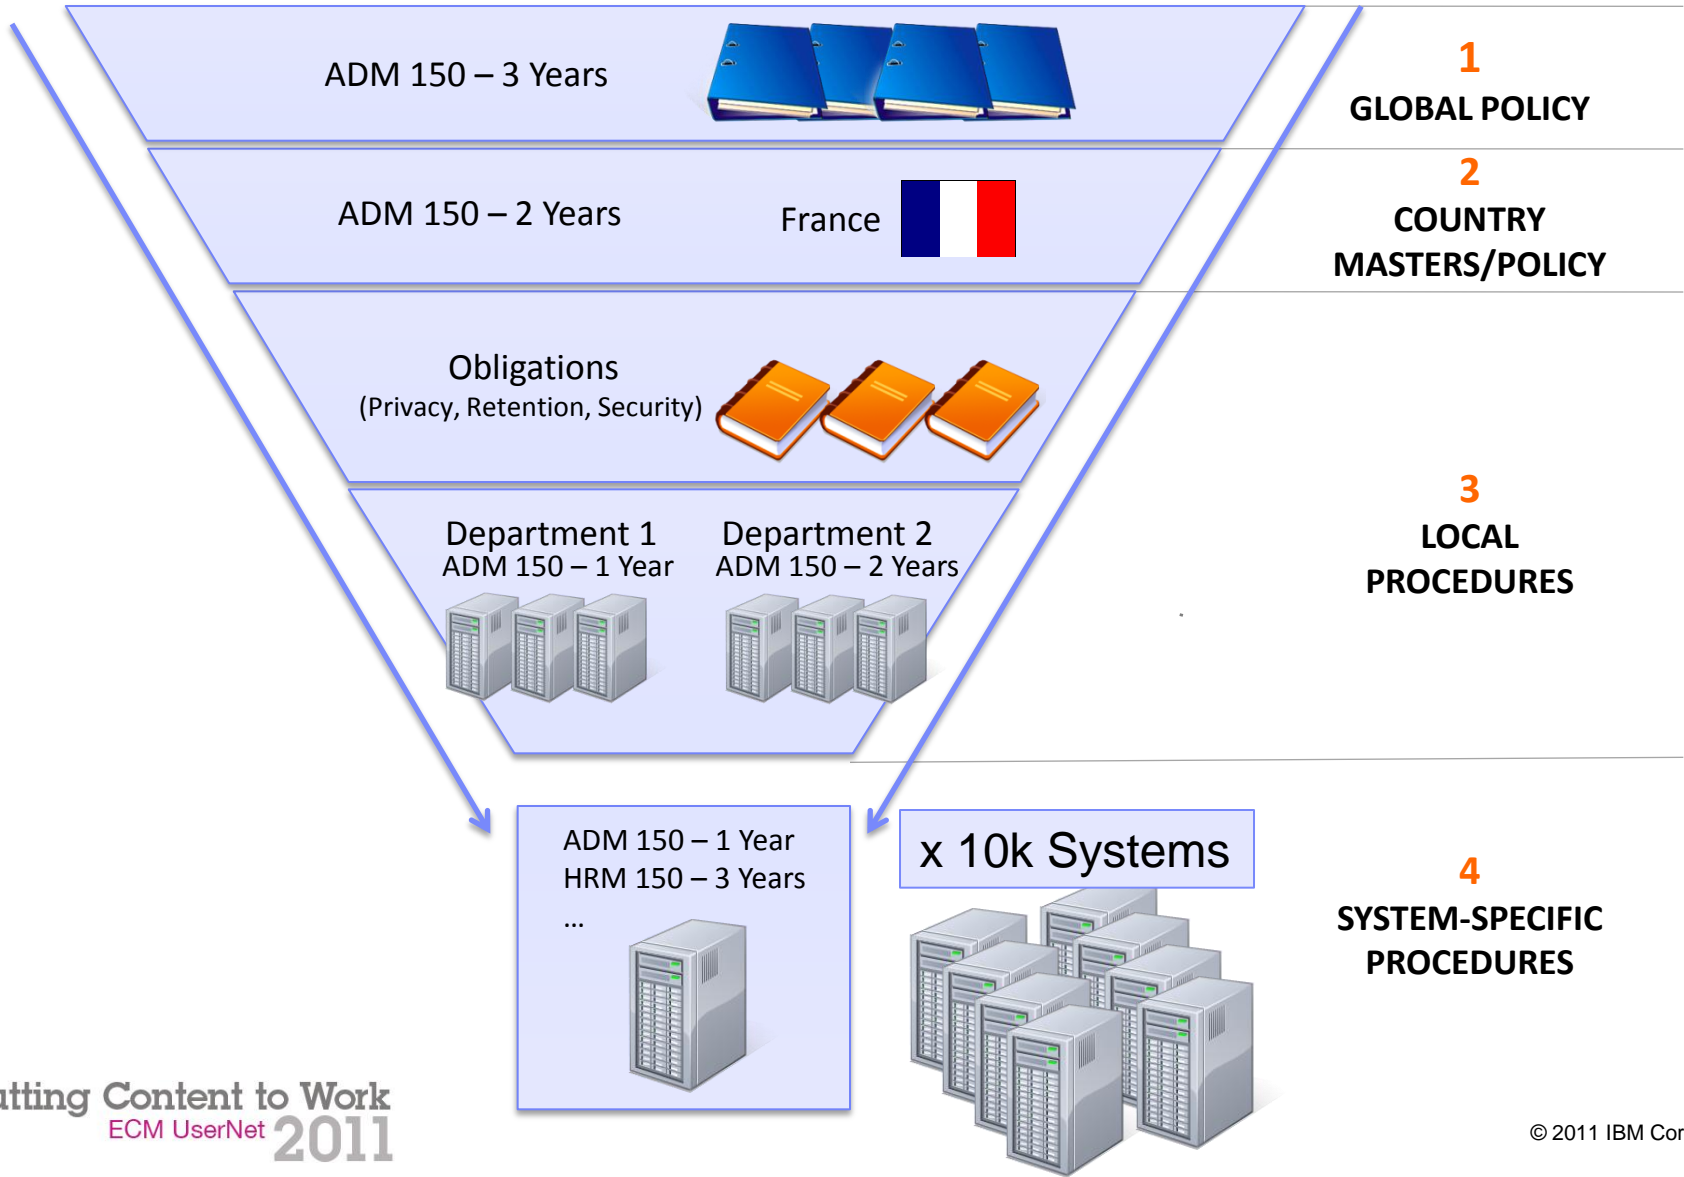 ADM 150 – 3 Years
1
GLOBAL POLICY
ADM 150 – 2 Years
France
2
COUNTRY
MASTERS/POLICY
Obligations
(Privacy, Retention, Security)
Department 1
ADM 150 – 1 Year
Department 2
ADM 150 – 2 Years
3
LOCAL
PROCEDURES
ADM 150 – 1 Year
HRM 150 – 3 Years
...
x 10k Systems
4
SYSTEM-SPECIFIC
PROCEDURES
utting Content to Work
ECM UserNet 2011
© 2011 IBM Cor